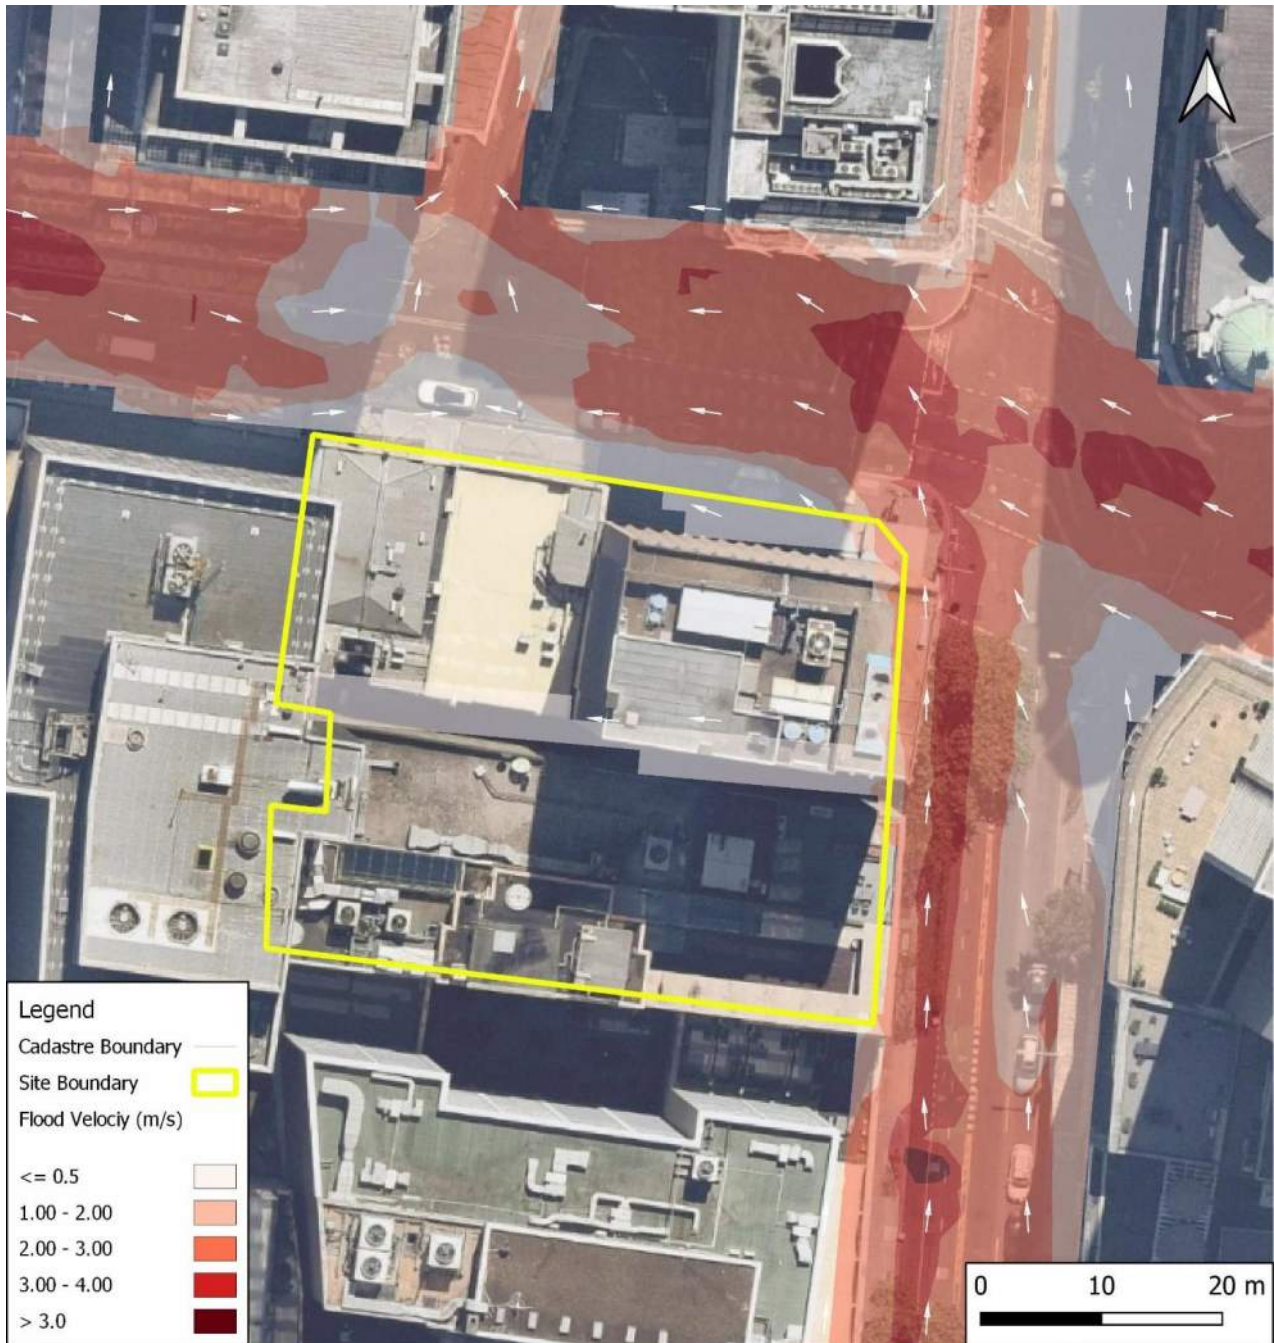 Legend
Cadastre Boundary
Site Boundary
Flood Velociy (m/s)
<= 0.5
1.00 - 2.00
2.00 - 3.00
3.00 - 4.00
> 3.0
0 10 20 m